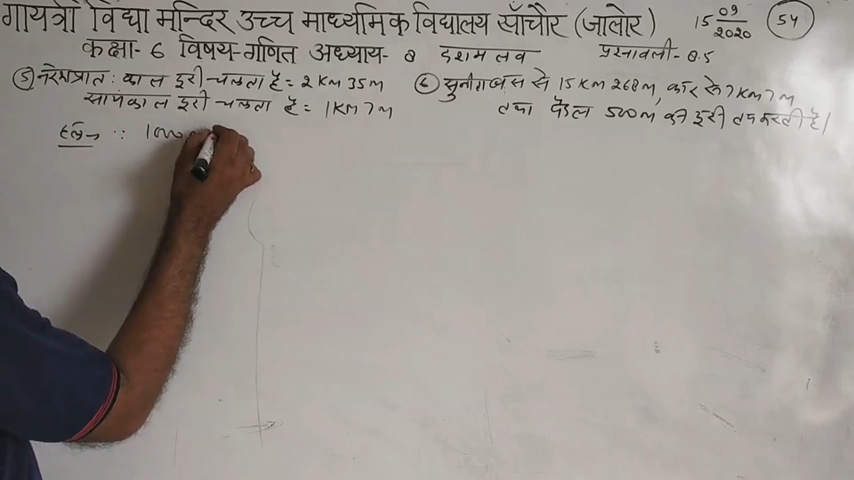 गायत्री विद्या मन्दिर उच्च माध्यमिक विद्यालय साँचौर (जालोर) 15 09/2020 54
कक्षा- 6 विषय-गणित अध्याय- 8 दशमलव प्रश्नावली-8.5
5 नरेश प्रातः काल दूरी चलता है = 2 KM 35 M
सायंकाल दूरी चलता है = 1 KM 7 M
6 सुनीता बस से 15 KM 268 M, कार से 7 KM 7 M
तथा पैदल 500 M की दूरी तय करती है।
हल→ ∵ 1000